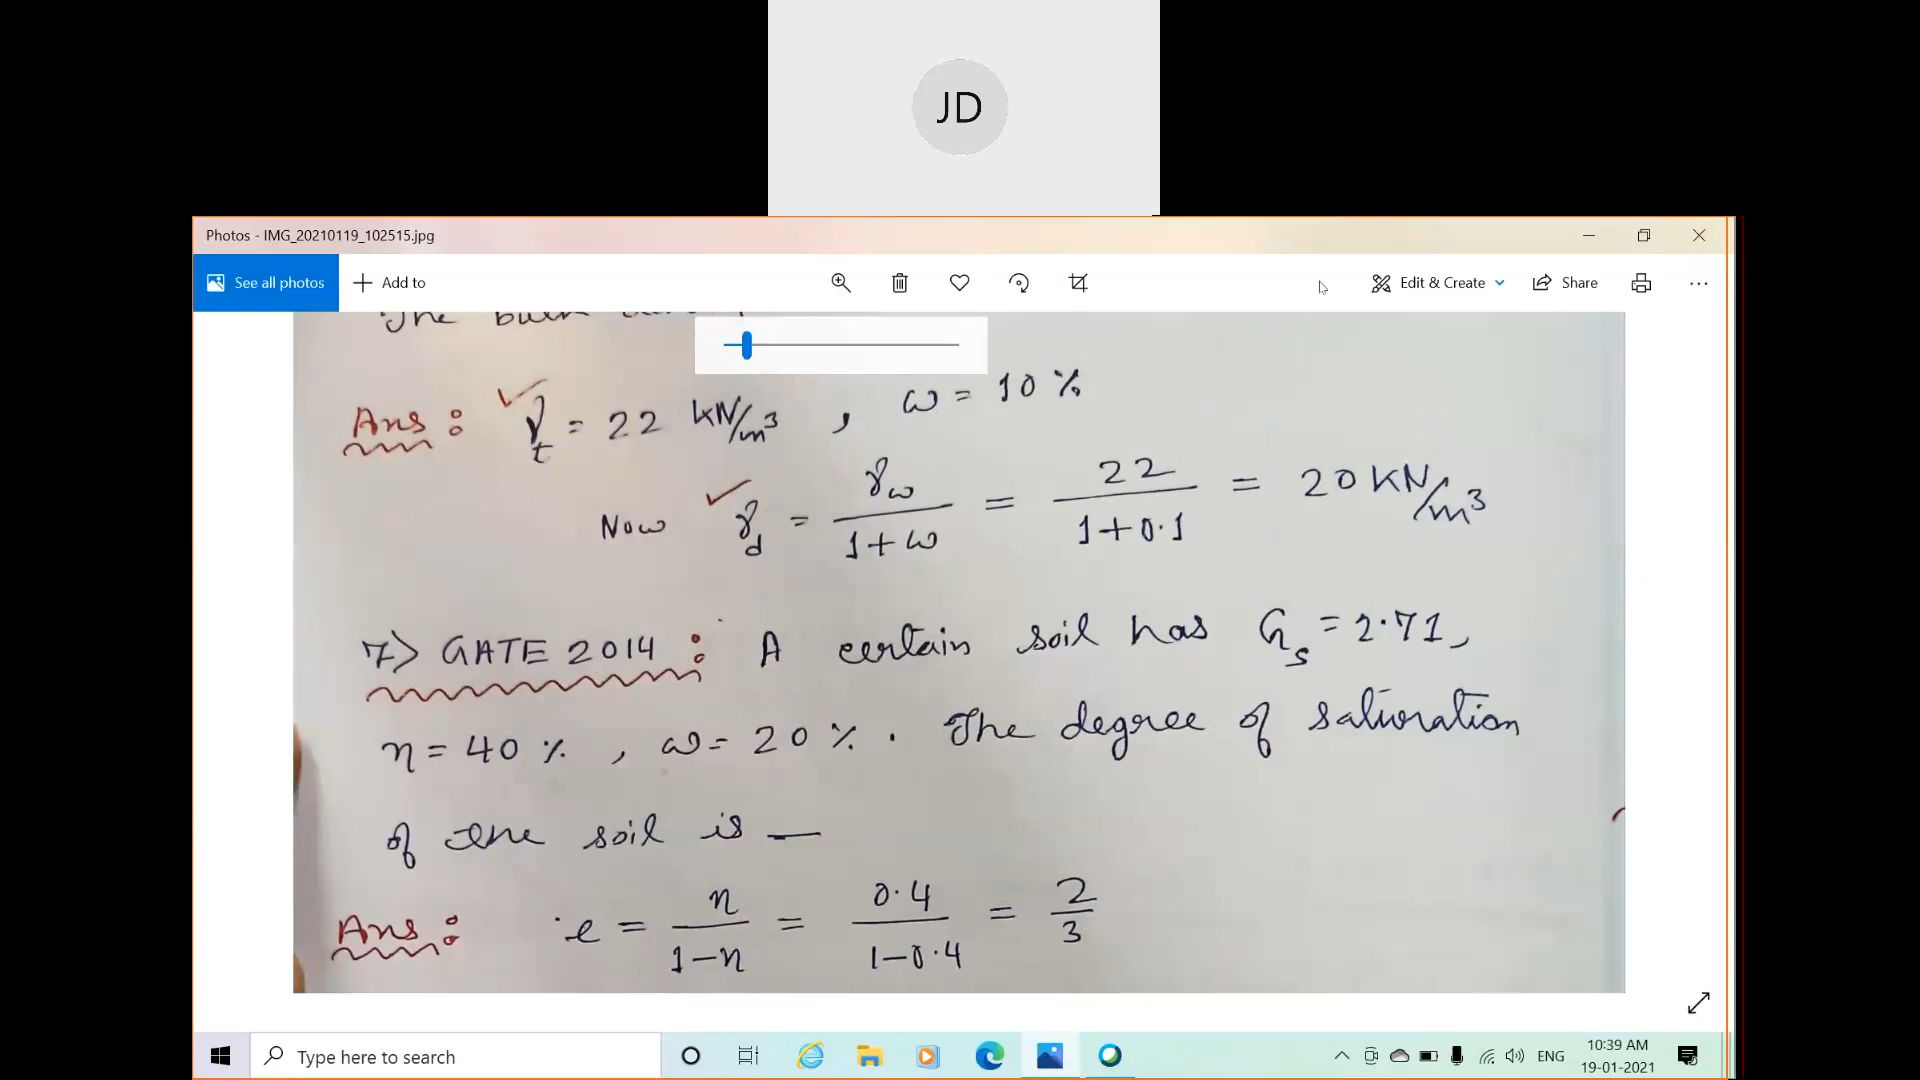 JD
Photos - IMG_20210119_102515.jpg
See all photos
Add to
Edit & Create
Share
The bulk
Ans : γt = 22 kN/m³ , ω = 10 %
Now γd = γω / 1+ω = 22 / 1+0.1 = 20 KN/m³
7> GATE 2014 : A certain soil has Gs = 2.71,
n = 40 % , ω = 20 % . The degree of saturation
of the soil is —
Ans : e = n / 1-n = 0.4 / 1-0.4 = 2/3
Type here to search
ENG
10:39 AM
19-01-2021